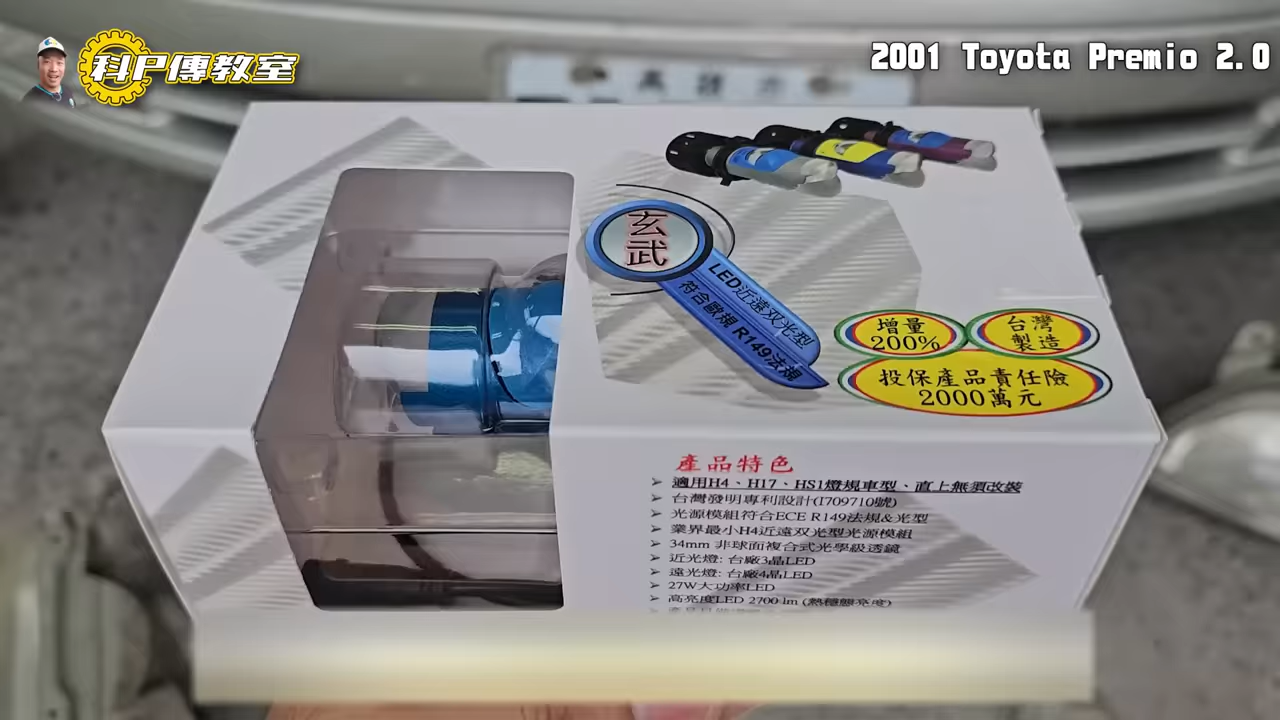 科P傳教室
2001 Toyota Premio 2.0
玄武
LED近遠双光型
符合歐規 R149法規
增量
200%
台灣
製造
投保產品責任險
2000萬元
產品特色
適用H4、H17、HS1燈規車型、直上無須改裝
台灣發明專利設計(I709710號)
光源模組符合ECE R149法規&光型
業界最小H4近遠双光型光源模組
34mm 非球面複合式光學級透鏡
近光燈: 台廠3晶LED
遠光燈: 台廠4晶LED
27W大功率LED
高亮度LED 2700 lm (熱穩態亮度)